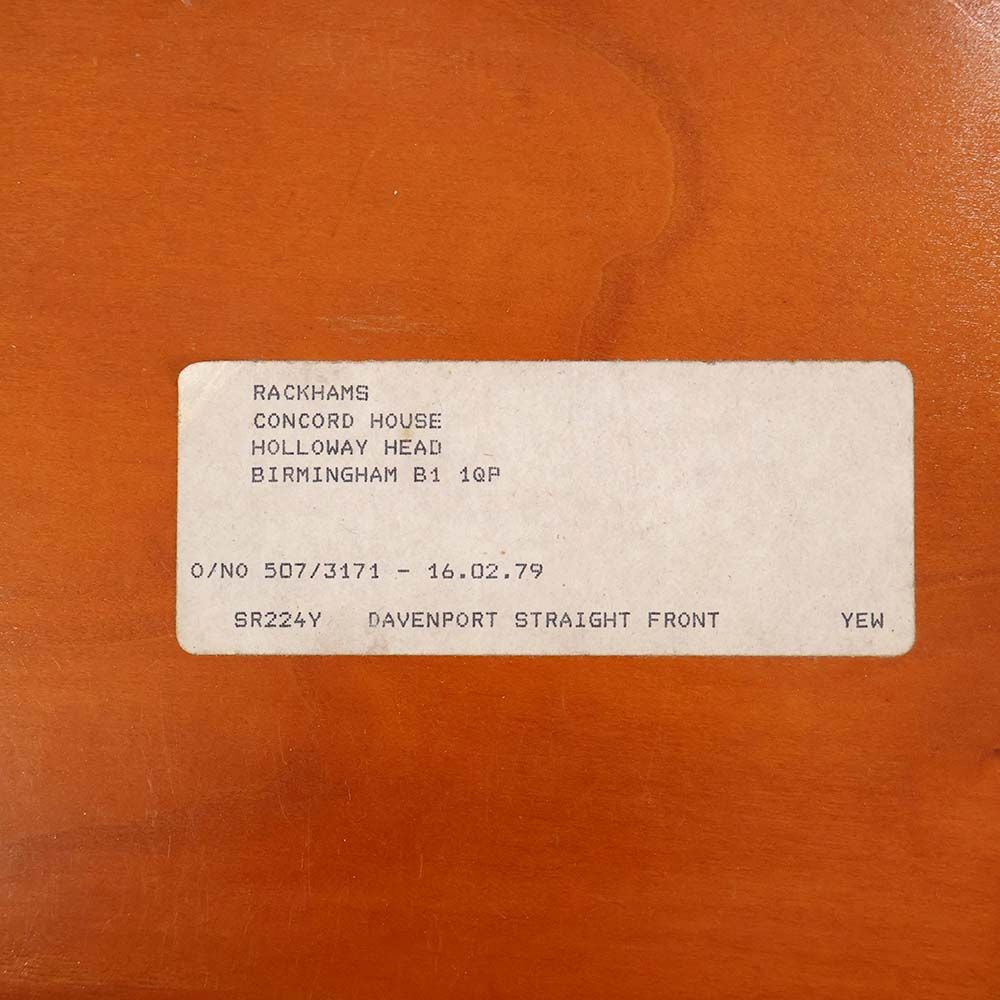 RACKHAMS
CONCORD HOUSE
HOLLOWAY HEAD
BIRMINGHAM B1 1QP
O/NO 507/3171 - 16.02.79
SR224Y DAVENPORT STRAIGHT FRONT YEW